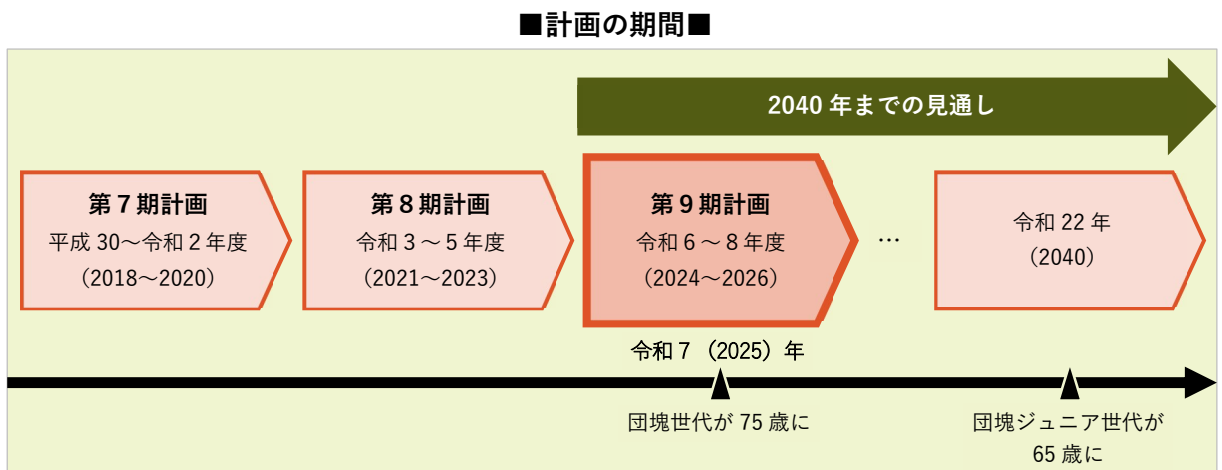 ■計画の期間■
2040 年までの見通し
第7期計画
平成 30～令和 2 年度
（2018～2020）
第8期計画
令和 3～5 年度
（2021～2023）
第9期計画
令和 6～8 年度
（2024～2026）
…
令和 22 年
（2040）
令和7（2025）年
団塊世代が 75 歳に
団塊ジュニア世代が
65 歳に